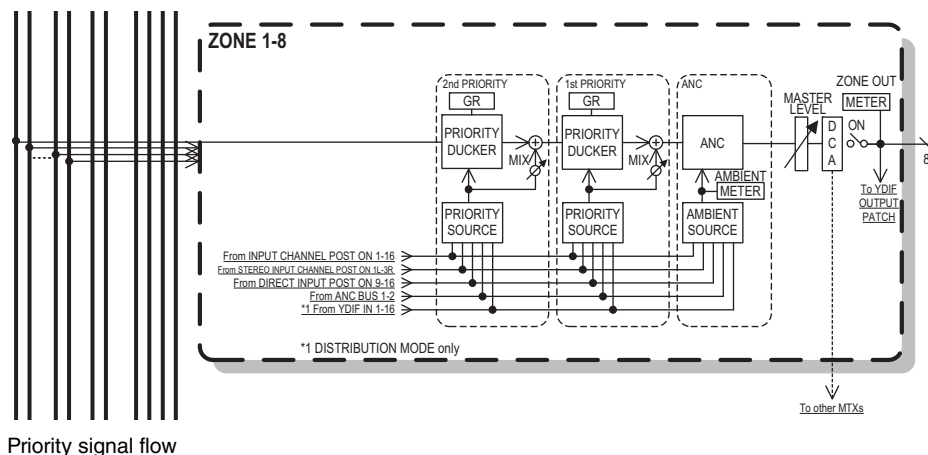 ZONE 1-8
2nd PRIORITY
GR
PRIORITY
DUCKER
MIX
PRIORITY
SOURCE
1st PRIORITY
GR
PRIORITY
DUCKER
MIX
PRIORITY
SOURCE
ANC
ANC
AMBIENT
METER
AMBIENT
SOURCE
MASTER
LEVEL
D
C
A
ON
ZONE OUT
METER
8
To YDIF
OUTPUT
PATCH
From INPUT CHANNEL POST ON 1-16
From STEREO INPUT CHANNEL POST ON 1L-3R
From DIRECT INPUT POST ON 9-16
From ANC BUS 1-2
*1 From YDIF IN 1-16
*1 DISTRIBUTION MODE only
To other MTXs
Priority signal flow